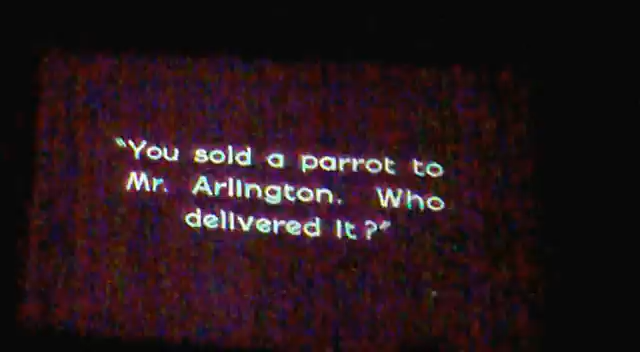 "You sold a parrot to
Mr. Arlington. Who
delivered it?"